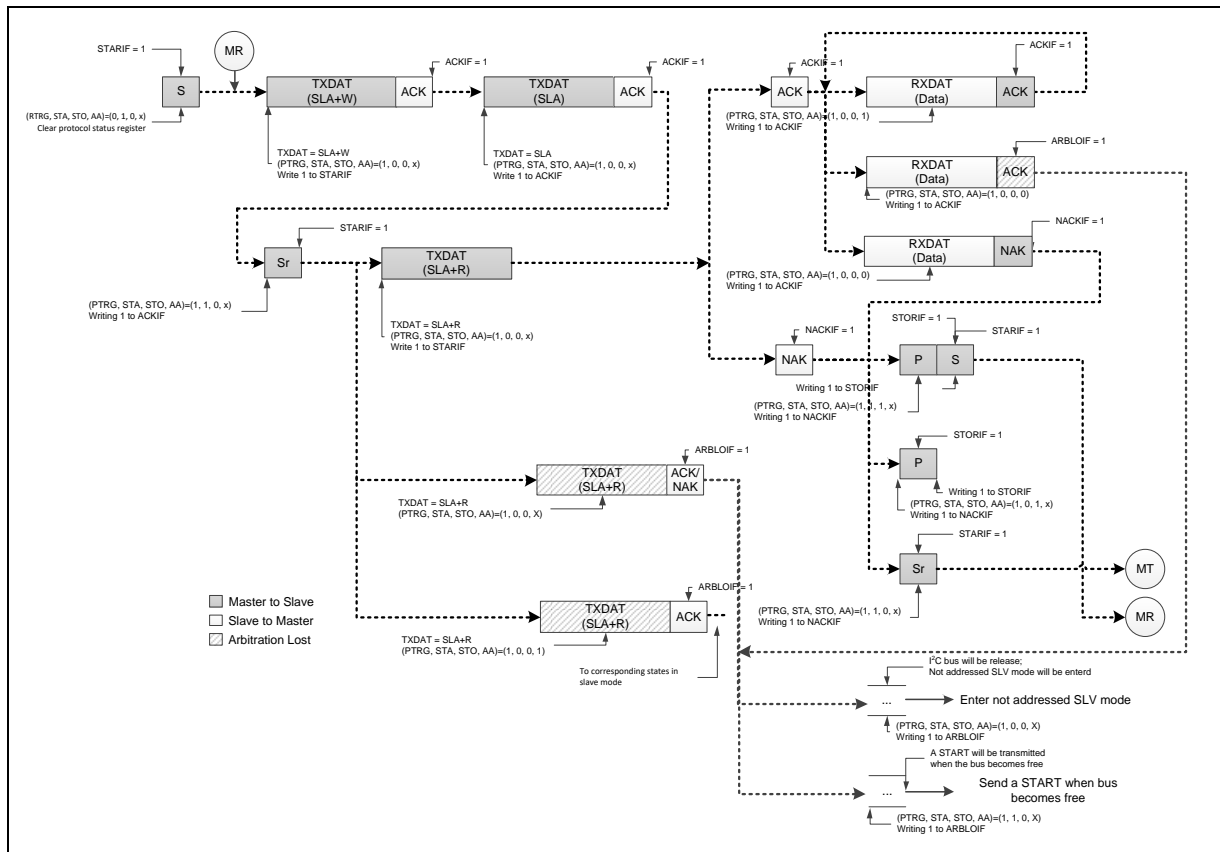 STARIF = 1
MR
S
(RTRG, STA, STO, AA)=(0, 1, 0, x)
Clear protocol status register
TXDAT
(SLA+W)
ACK
ACKIF = 1
TXDAT = SLA+W
(PTRG, STA, STO, AA)=(1, 0, 0, x)
Write 1 to STARIF
TXDAT
(SLA)
ACK
ACKIF = 1
TXDAT = SLA
(PTRG, STA, STO, AA)=(1, 0, 0, x)
Write 1 to ACKIF
ACKIF = 1
ACK
(PTRG, STA, STO, AA)=(1, 0, 0, 1)
Writing 1 to ACKIF
RXDAT
(Data)
ACK
ACKIF = 1
ARBLOIF = 1
RXDAT
(Data)
ACK
(PTRG, STA, STO, AA)=(1, 0, 0, 0)
Writing 1 to ACKIF
NACKIF = 1
RXDAT
(Data)
NAK
(PTRG, STA, STO, AA)=(1, 0, 0, 0)
Writing 1 to ACKIF
STARIF = 1
Sr
(PTRG, STA, STO, AA)=(1, 1, 0, x)
Writing 1 to ACKIF
TXDAT
(SLA+R)
TXDAT = SLA+R
(PTRG, STA, STO, AA)=(1, 0, 0, x)
Write 1 to STARIF
NACKIF = 1
NAK
STORIF = 1
STARIF = 1
P
S
Writing 1 to STORIF
(PTRG, STA, STO, AA)=(1, 1, 1, x)
Writing 1 to NACKIF
STORIF = 1
P
Writing 1 to STORIF
(PTRG, STA, STO, AA)=(1, 0, 1, x)
Writing 1 to NACKIF
STARIF = 1
Sr
(PTRG, STA, STO, AA)=(1, 1, 0, x)
Writing 1 to NACKIF
MT
MR
ARBLOIF = 1
TXDAT
(SLA+R)
ACK/
NAK
TXDAT = SLA+R
(PTRG, STA, STO, AA)=(1, 0, 0, X)
ARBLOIF = 1
TXDAT
(SLA+R)
ACK
TXDAT = SLA+R
(PTRG, STA, STO, AA)=(1, 0, 0, 1)
To corresponding states in
slave mode
Master to Slave
Slave to Master
Arbitration Lost
I²C bus will be release;
Not addressed SLV mode will be enterd
...
Enter not addressed SLV mode
(PTRG, STA, STO, AA)=(1, 0, 0, X)
Writing 1 to ARBLOIF
A START will be transmitted
when the bus becomes free
...
Send a START when bus
becomes free
(PTRG, STA, STO, AA)=(1, 1, 0, X)
Writing 1 to ARBLOIF